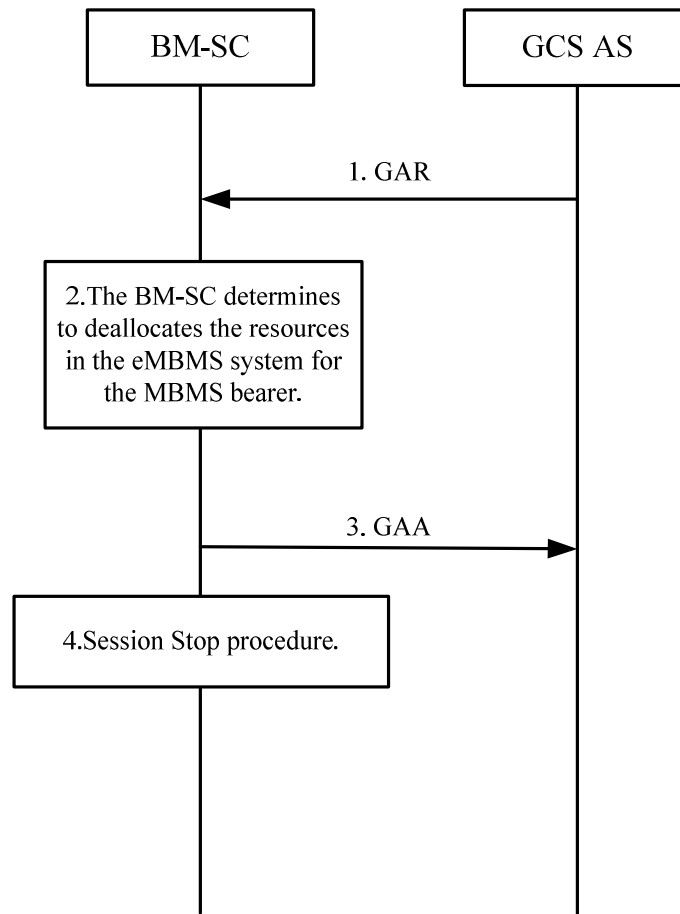 BM-SC
GCS AS
1. GAR
2.The BM-SC determines
to deallocates the resources
in the eMBMS system for
the MBMS bearer.
3. GAA
4.Session Stop procedure.